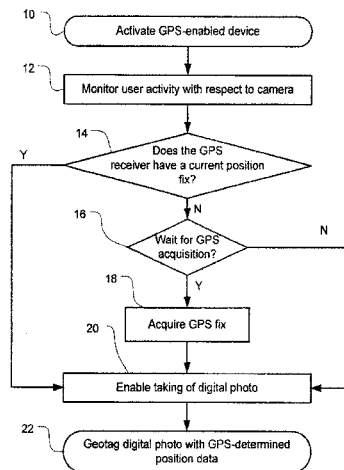 10
Activate GPS-enabled device
12
Monitor user activity with respect to camera
14
Does the GPS
receiver have a current position
fix?
Y
N
16
Wait for GPS
acquisition?
N
Y
18
Acquire GPS fix
20
Enable taking of digital photo
22
Geotag digital photo with GPS-determined
position data